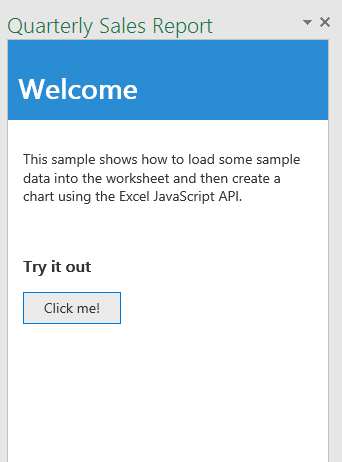 Quarterly Sales Report
Welcome
This sample shows how to load some sample
data into the worksheet and then create a
chart using the Excel JavaScript API.
Try it out
Click me!